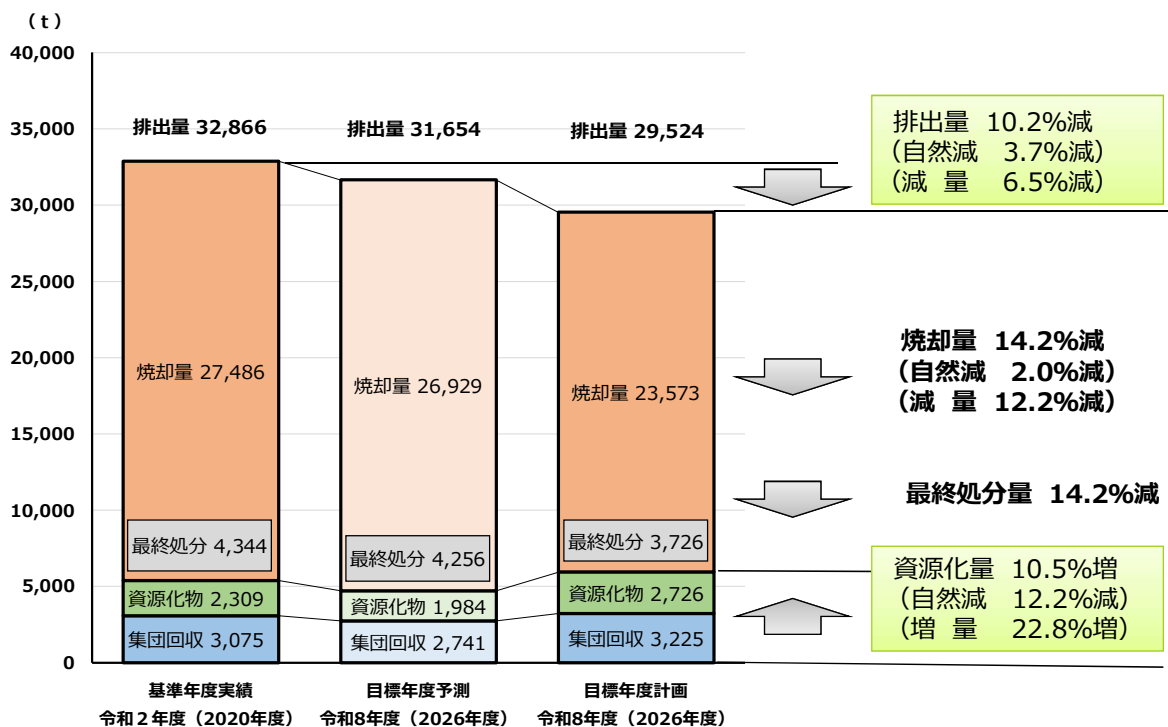 （ｔ）
40,000
35,000
30,000
25,000
20,000
15,000
10,000
5,000
0
排出量 32,866
排出量 31,654
排出量 29,524
焼却量 27,486
焼却量 26,929
焼却量 23,573
最終処分 4,344
最終処分 4,256
最終処分 3,726
資源化物 2,309
資源化物 1,984
資源化物 2,726
集団回収 3,075
集団回収 2,741
集団回収 3,225
基準年度実績
令和２年度（2020年度）
目標年度予測
令和8年度（2026年度）
目標年度計画
令和8年度（2026年度）
排出量 10.2%減
(自然減 3.7%減)
(減 量 6.5%減)
焼却量 14.2%減
(自然減 2.0%減)
(減 量 12.2%減)
最終処分量 14.2%減
資源化量 10.5%増
(自然減 12.2%減)
(増 量 22.8%増)